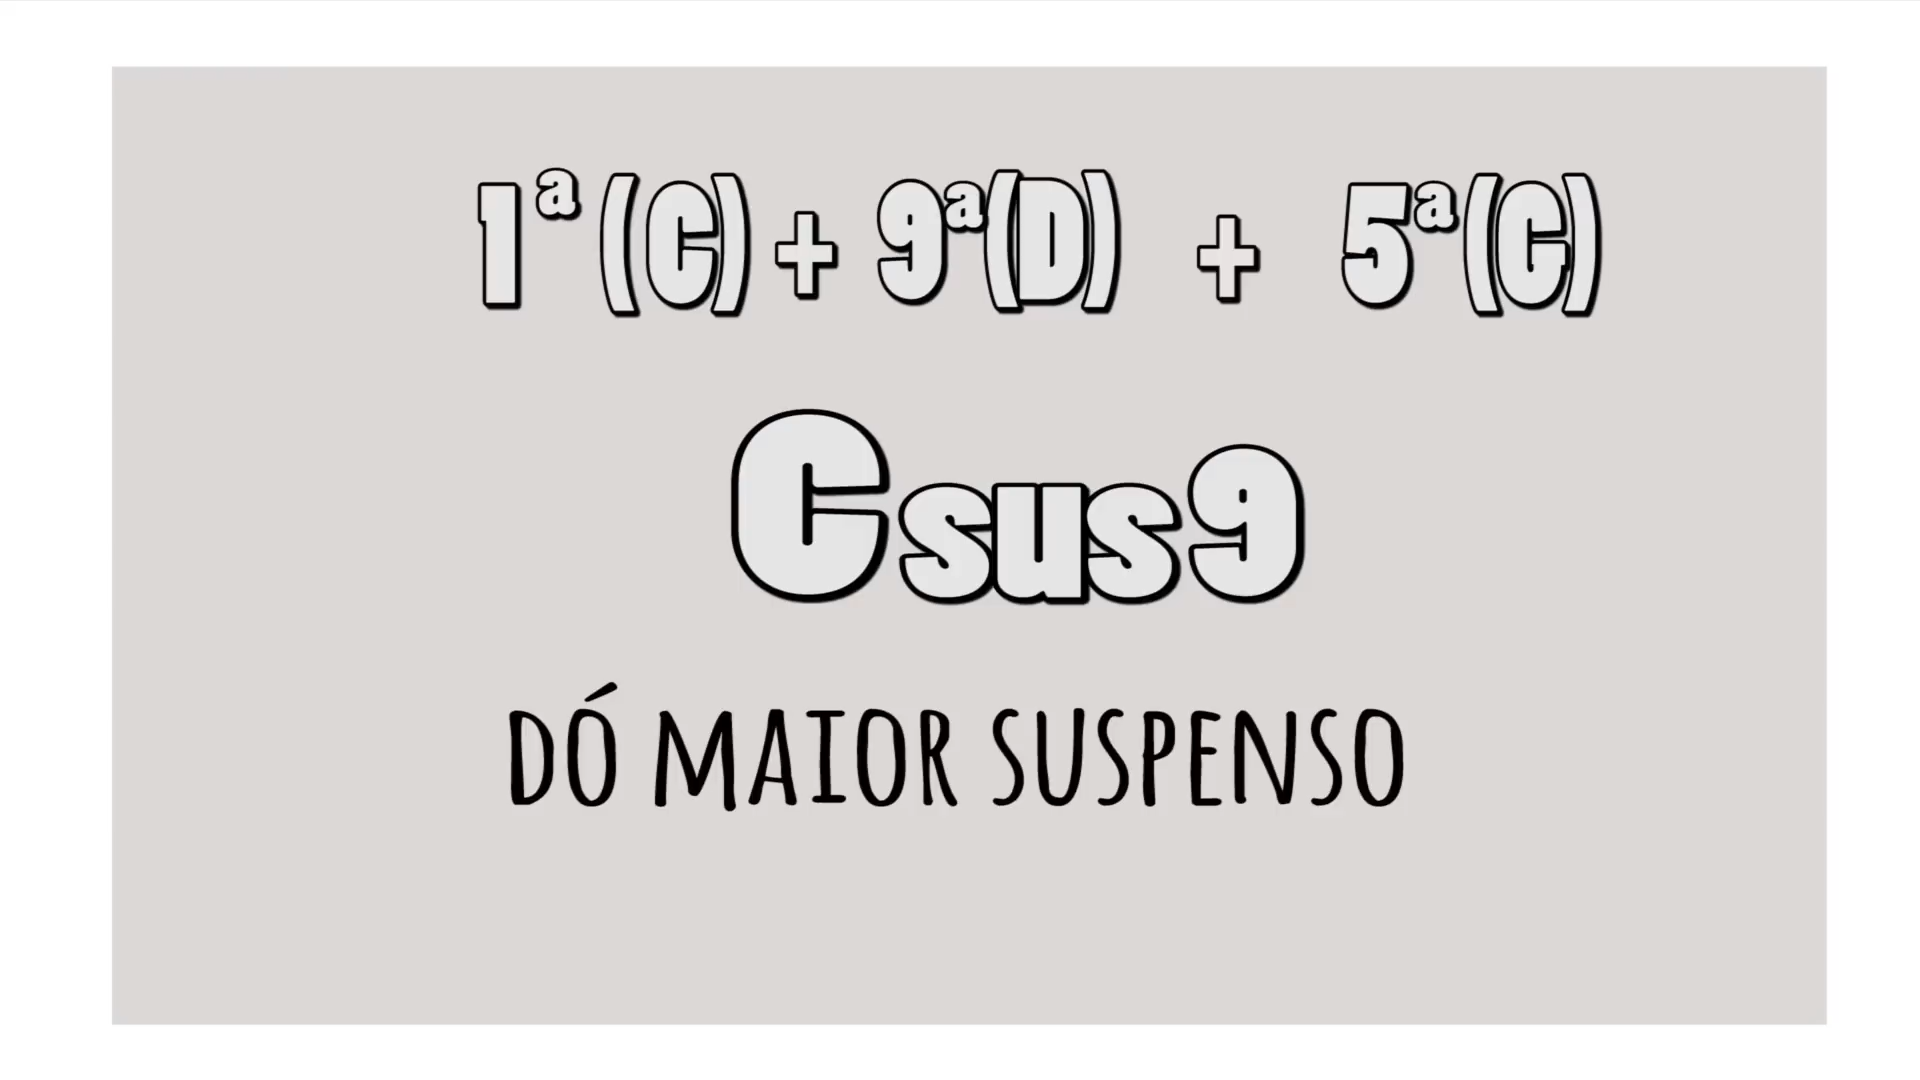 1ª (C) + 9ª(D) + 5ª(G)
Csus9
DÓ MAIOR SUSPENSO